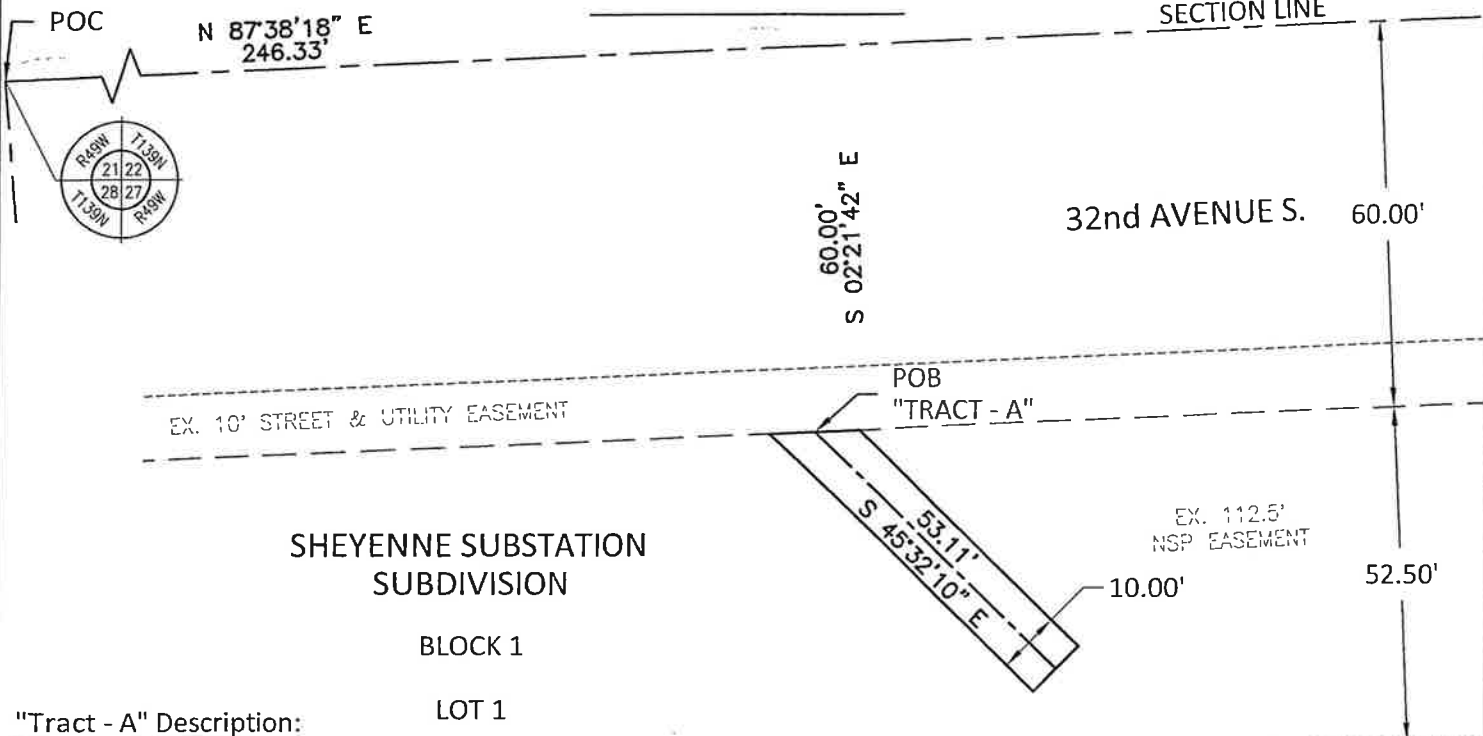 POC
N 87°38'18" E
246.33'
SECTION LINE
R49W
T139N
21 22
28 27
T139N
R49W
60.00'
S 02°21'42" E
32nd AVENUE S.
60.00'
EX. 10' STREET & UTILITY EASEMENT
POB
"TRACT - A"
53.11'
S 45°32'10" E
EX. 112.5'
NSP EASEMENT
10.00'
52.50'
SHEYENNE SUBSTATION
SUBDIVISION
BLOCK 1
LOT 1
"Tract - A" Description: